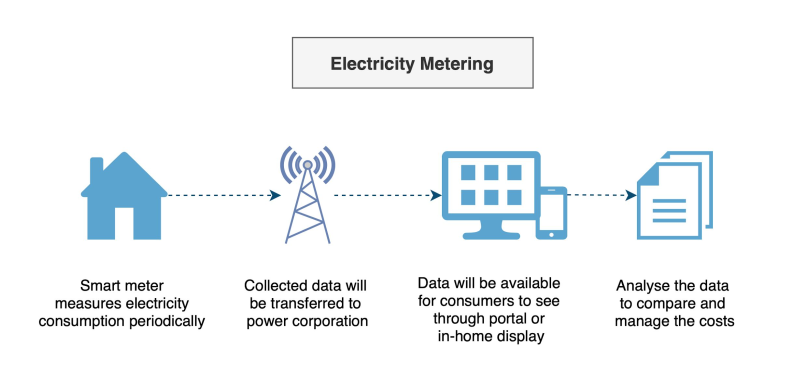 Electricity Metering
Smart meter
measures electricity
consumption periodically
Collected data will
be transferred to
power corporation
Data will be available
for consumers to see
through portal or
in-home display
Analyse the data
to compare and
manage the costs